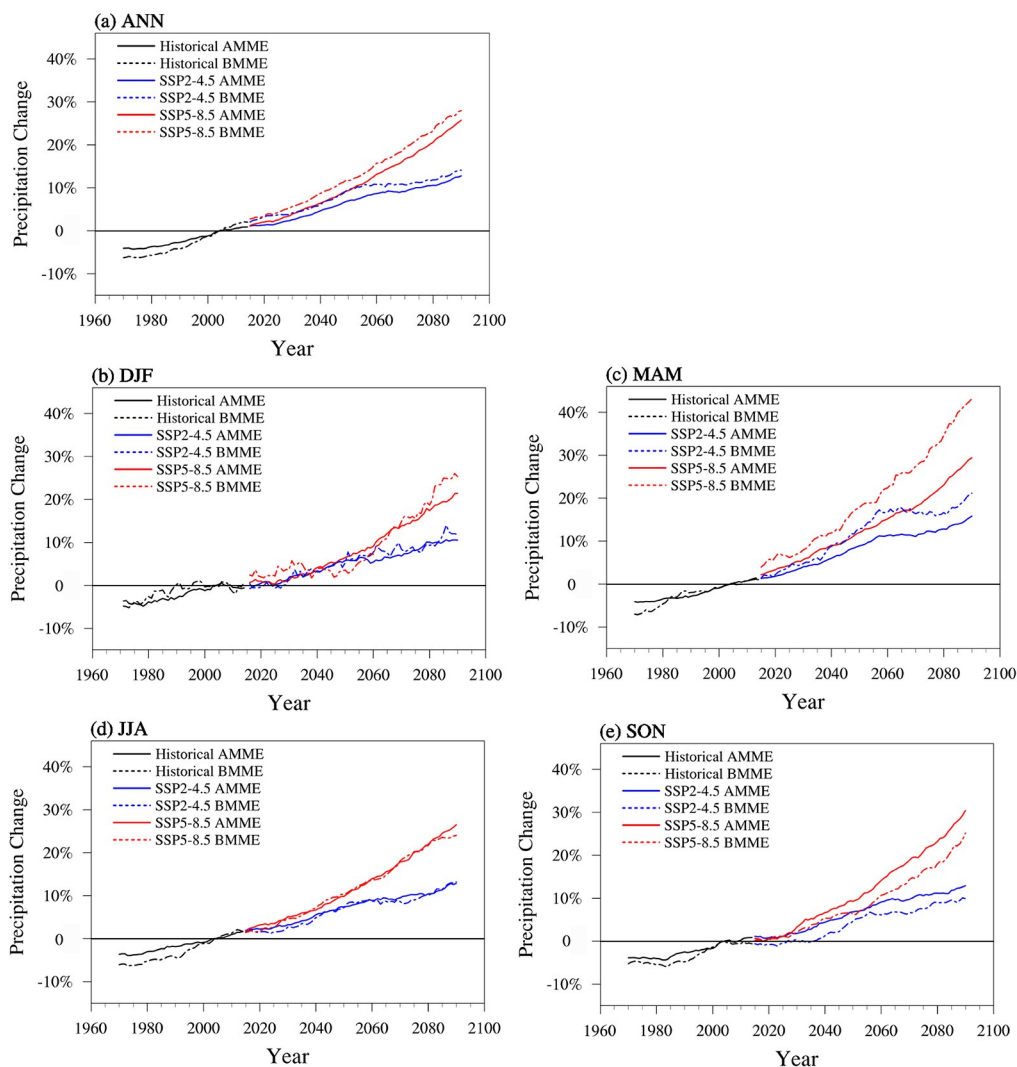 (a) ANN
Historical AMME
Historical BMME
SSP2-4.5 AMME
SSP2-4.5 BMME
SSP5-8.5 AMME
SSP5-8.5 BMME
40%
30%
20%
10%
0
-10%
Precipitation Change
1960 1980 2000 2020 2040 2060 2080 2100
Year
(b) DJF
Historical AMME
Historical BMME
SSP2-4.5 AMME
SSP2-4.5 BMME
SSP5-8.5 AMME
SSP5-8.5 BMME
40%
30%
20%
10%
0
-10%
Precipitation Change
1960 1980 2000 2020 2040 2060 2080 2100
Year
(c) MAM
Historical AMME
Historical BMME
SSP2-4.5 AMME
SSP2-4.5 BMME
SSP5-8.5 AMME
SSP5-8.5 BMME
40%
30%
20%
10%
0
-10%
Precipitation Change
1960 1980 2000 2020 2040 2060 2080 2100
Year
(d) JJA
Historical AMME
Historical BMME
SSP2-4.5 AMME
SSP2-4.5 BMME
SSP5-8.5 AMME
SSP5-8.5 BMME
40%
30%
20%
10%
0
-10%
Precipitation Change
1960 1980 2000 2020 2040 2060 2080 2100
Year
(e) SON
Historical AMME
Historical BMME
SSP2-4.5 AMME
SSP2-4.5 BMME
SSP5-8.5 AMME
SSP5-8.5 BMME
40%
30%
20%
10%
0
-10%
Precipitation Change
1960 1980 2000 2020 2040 2060 2080 2100
Year